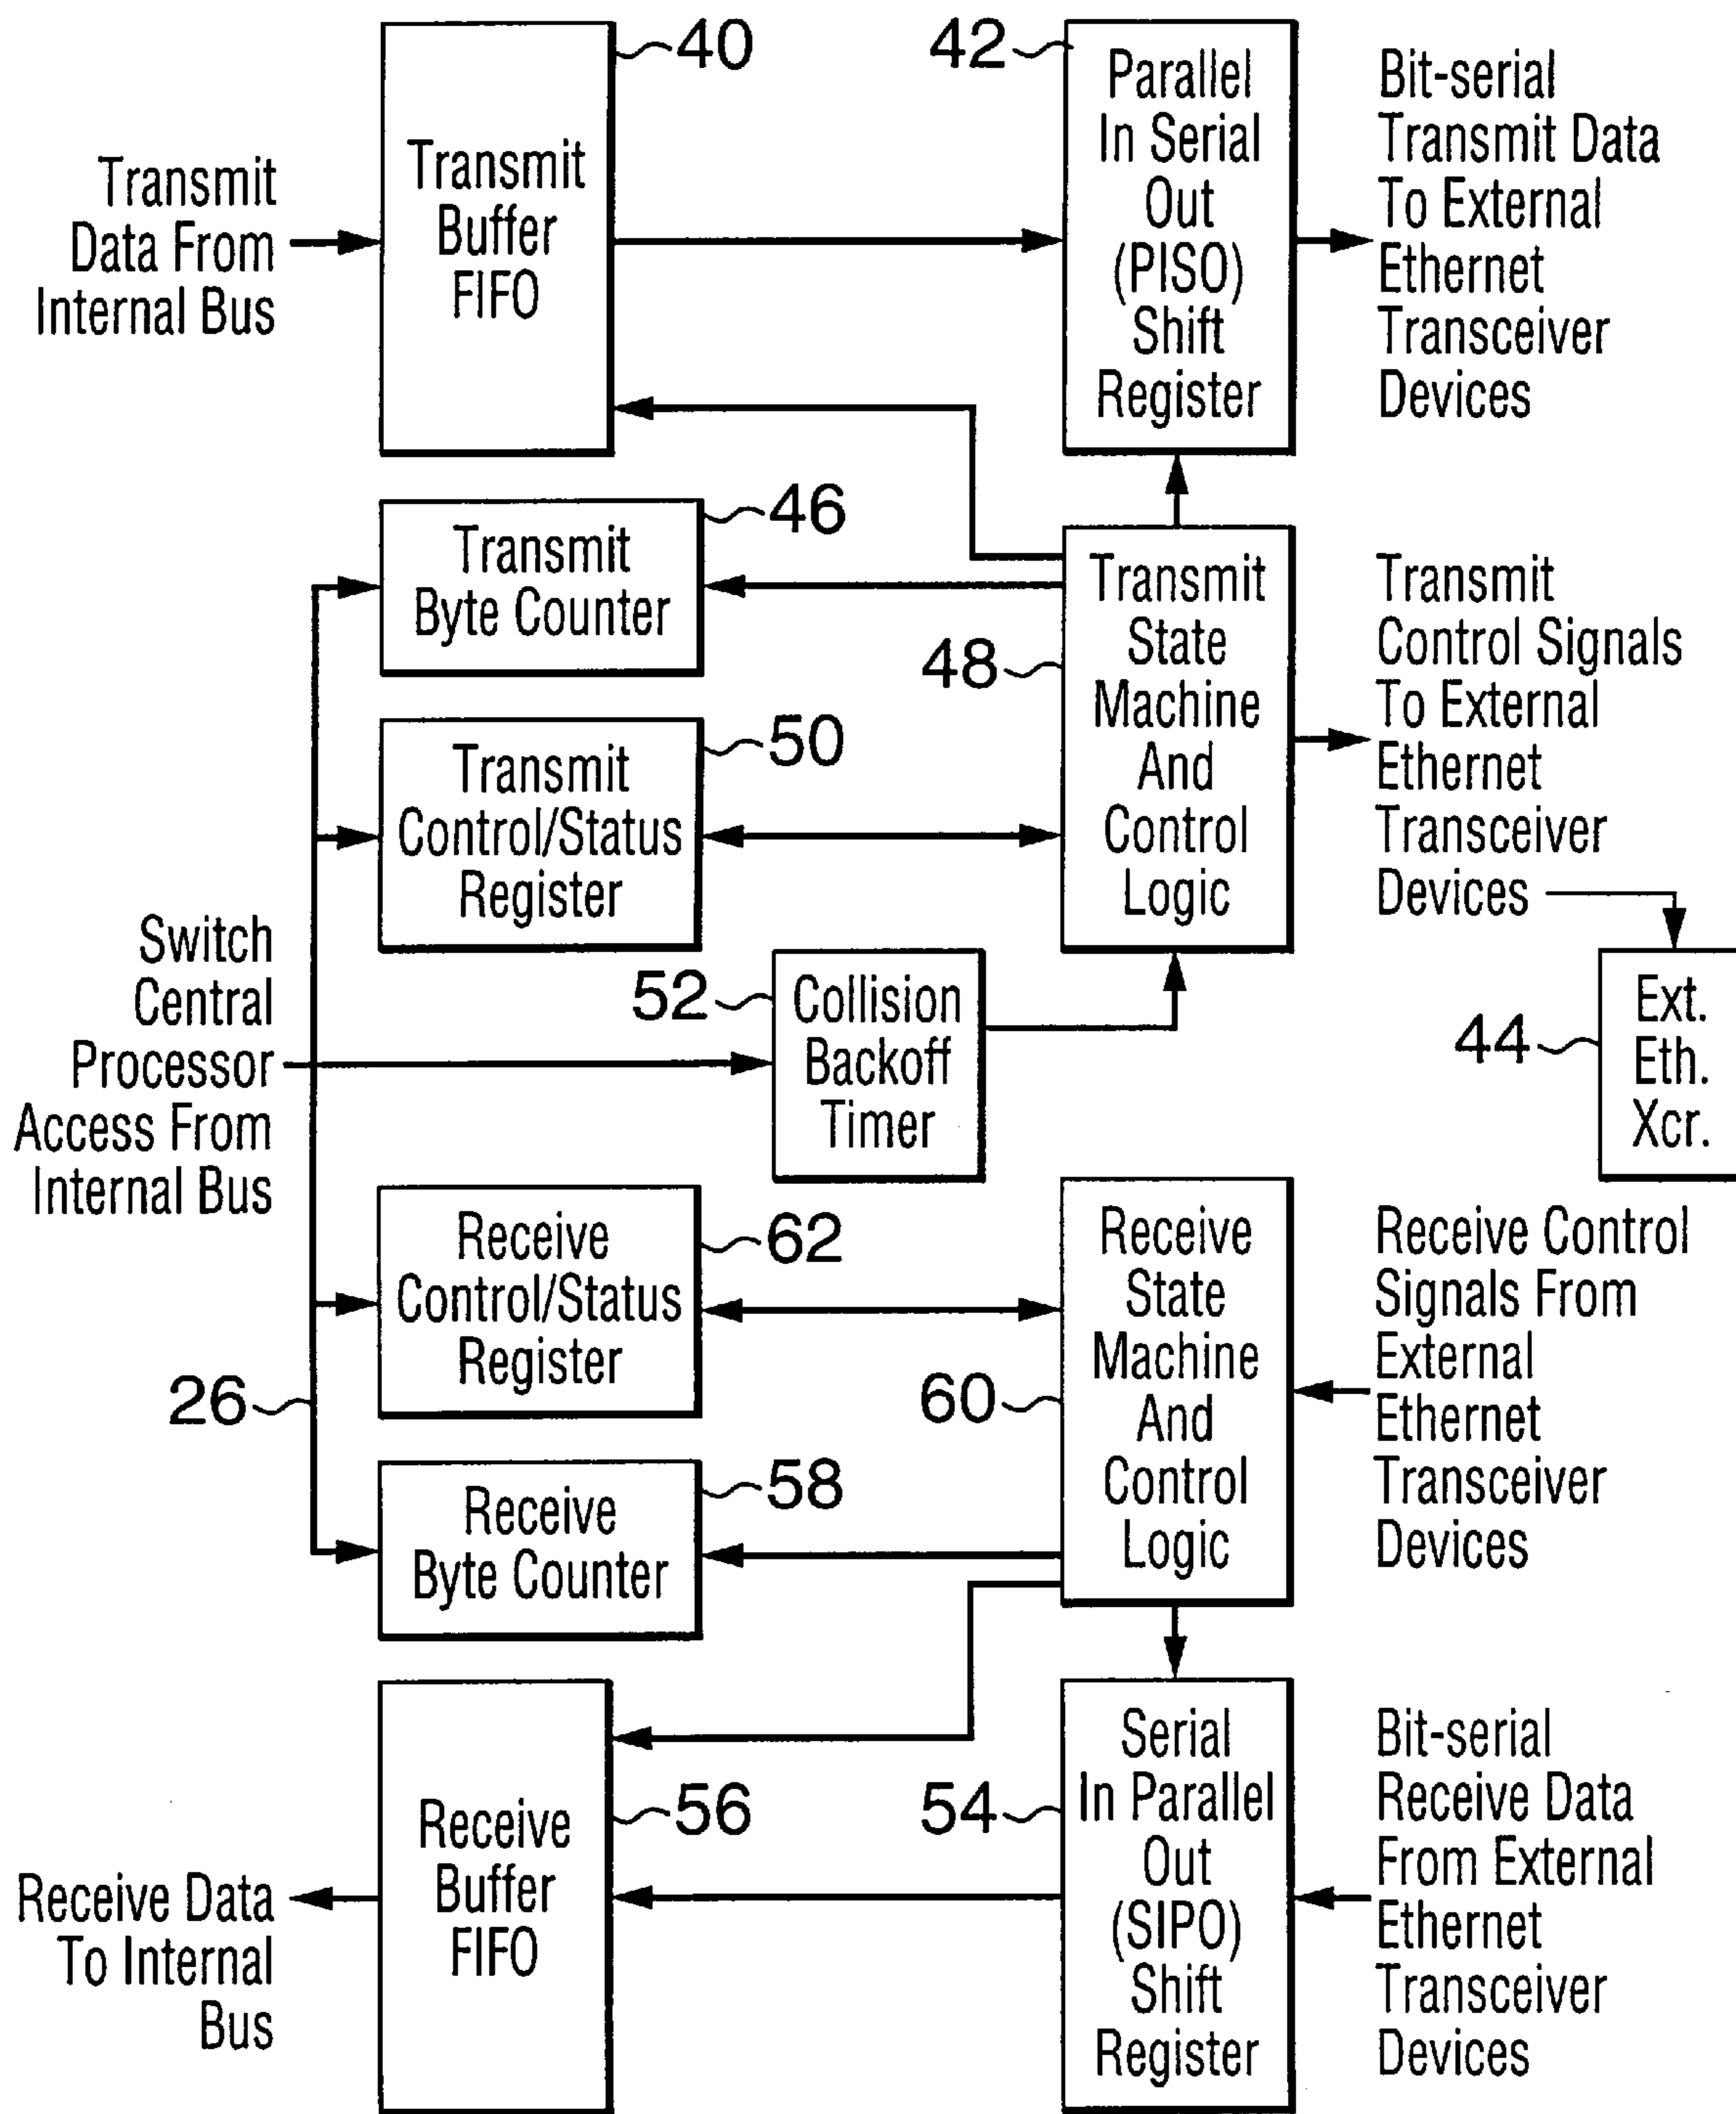 Transmit
Data From
Internal Bus
Transmit
Buffer
FIFO
40
42
Parallel
In Serial
Out
(PISO)
Shift
Register
Bit-serial
Transmit Data
To External
Ethernet
Transceiver
Devices
Transmit
Byte Counter
46
Transmit
Control/Status
Register
50
48
Transmit
State
Machine
And
Control
Logic
Transmit
Control Signals
To External
Ethernet
Transceiver
Devices
Switch
Central
Processor
Access From
Internal Bus
52
Collision
Backoff
Timer
44
Ext.
Eth.
Xcr.
26
Receive
Control/Status
Register
62
Receive
Byte Counter
58
60
Receive
State
Machine
And
Control
Logic
Receive Control
Signals From
External
Ethernet
Transceiver
Devices
Receive Data
To Internal
Bus
Receive
Buffer
FIFO
56
54
Serial
In Parallel
Out
(SIPO)
Shift
Register
Bit-serial
Receive Data
From External
Ethernet
Transceiver
Devices